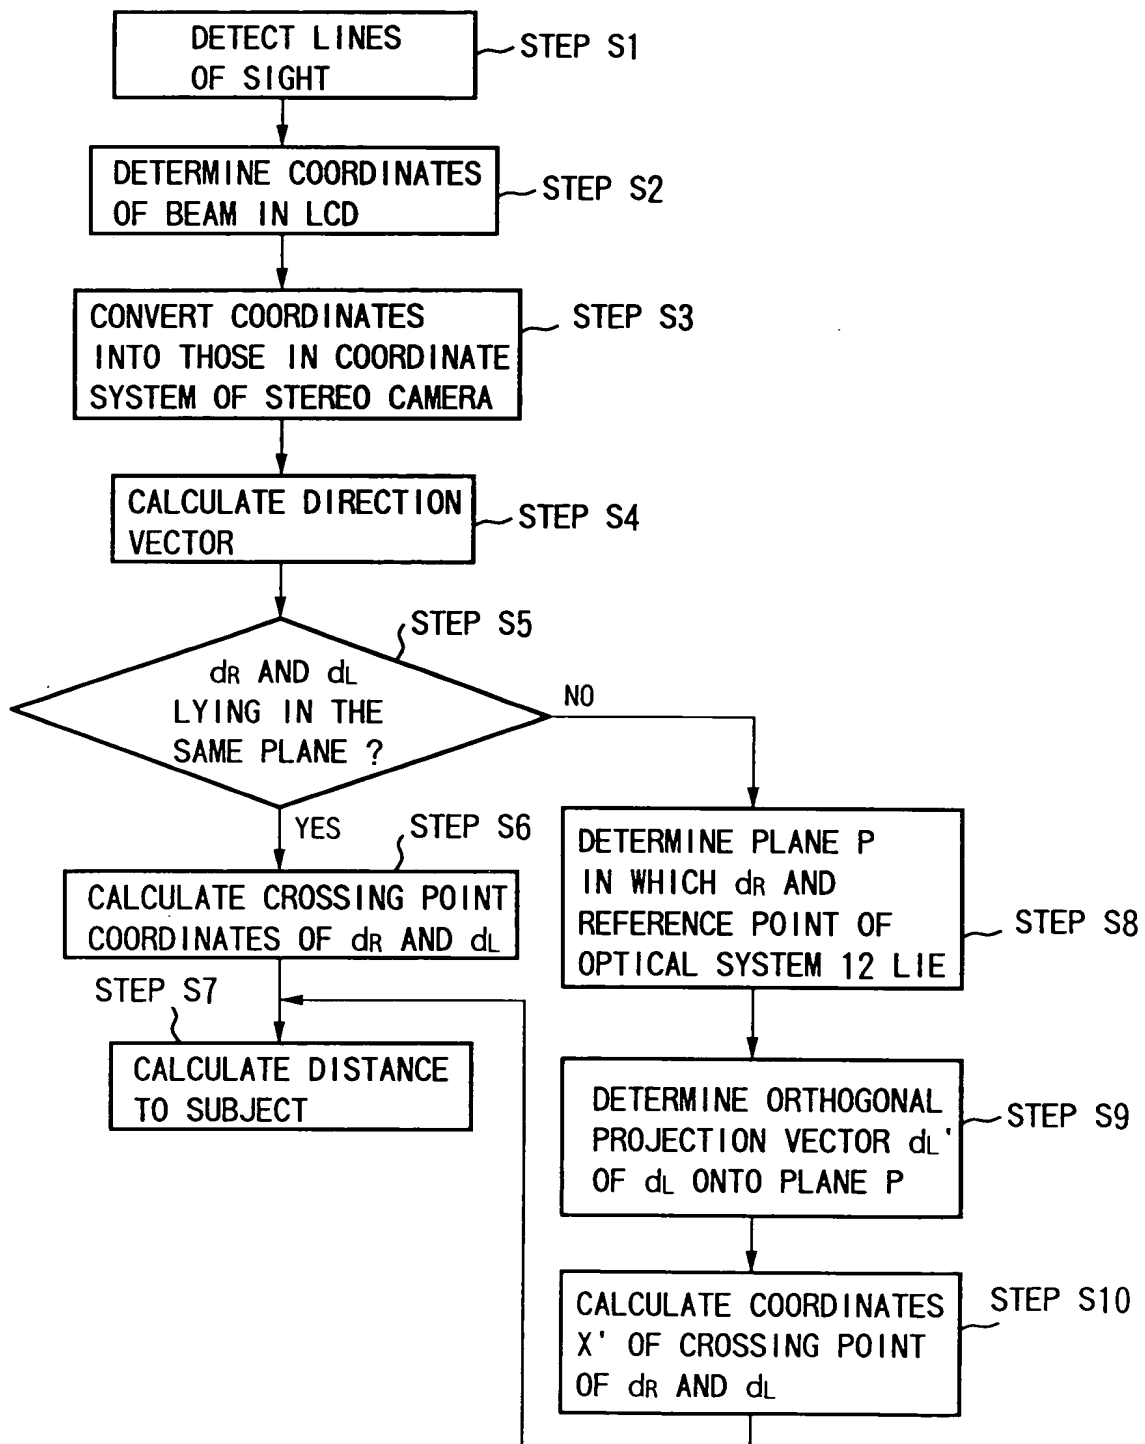 DETECT LINES
OF SIGHT
STEP S1
DETERMINE COORDINATES
OF BEAM IN LCD
STEP S2
CONVERT COORDINATES
INTO THOSE IN COORDINATE
SYSTEM OF STEREO CAMERA
STEP S3
CALCULATE DIRECTION
VECTOR
STEP S4
STEP S5
dR AND dL
LYING IN THE
SAME PLANE ?
NO
YES
STEP S6
CALCULATE CROSSING POINT
COORDINATES OF dR AND dL
STEP S7
CALCULATE DISTANCE
TO SUBJECT
DETERMINE PLANE P
IN WHICH dR AND
REFERENCE POINT OF
OPTICAL SYSTEM 12 LIE
STEP S8
DETERMINE ORTHOGONAL
PROJECTION VECTOR dL'
OF dL ONTO PLANE P
STEP S9
CALCULATE COORDINATES
X' OF CROSSING POINT
OF dR AND dL
STEP S10